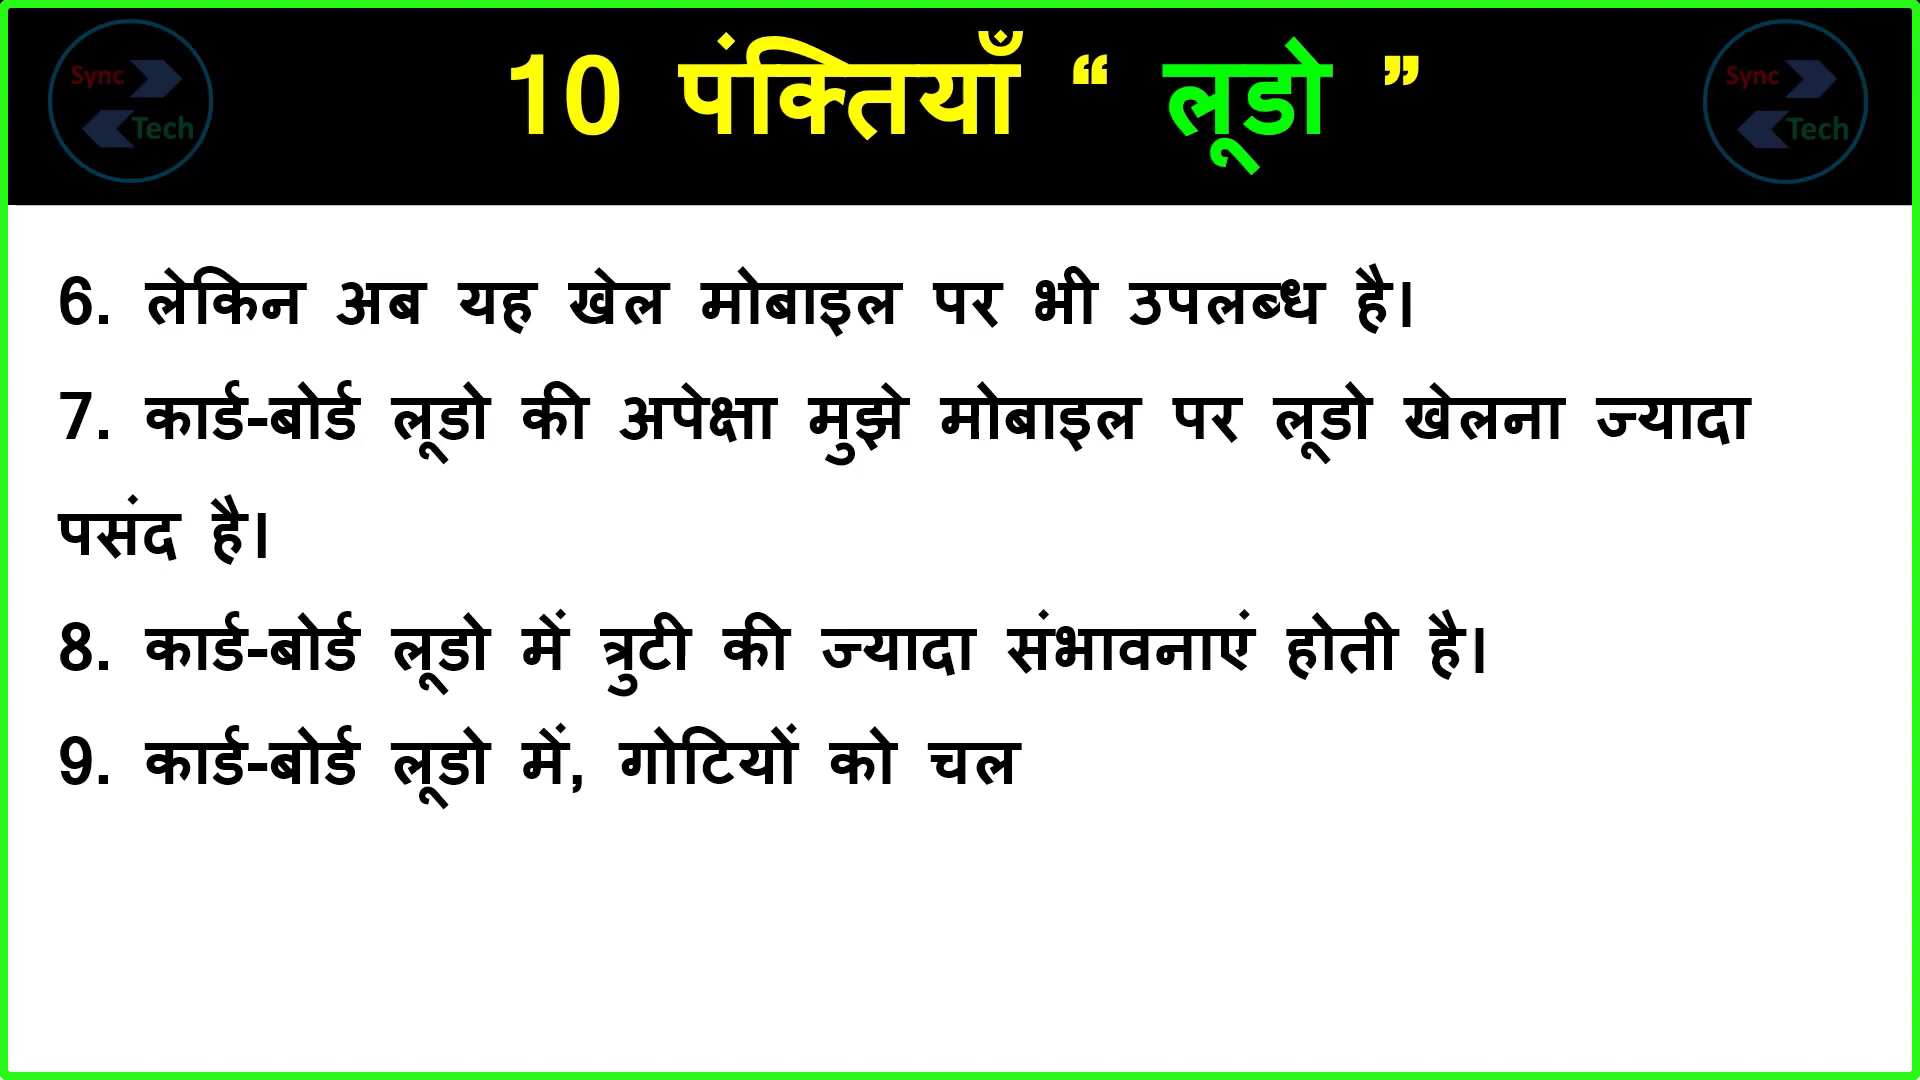 Sync
Tech
10 पंक्तियाँ “ लूडो ”
Sync
Tech
6. लेकिन अब यह खेल मोबाइल पर भी उपलब्ध है।
7. कार्ड-बोर्ड लूडो की अपेक्षा मुझे मोबाइल पर लूडो खेलना ज्यादा
पसंद है।
8. कार्ड-बोर्ड लूडो में त्रुटी की ज्यादा संभावनाएं होती है।
9. कार्ड-बोर्ड लूडो में, गोटियों को चल